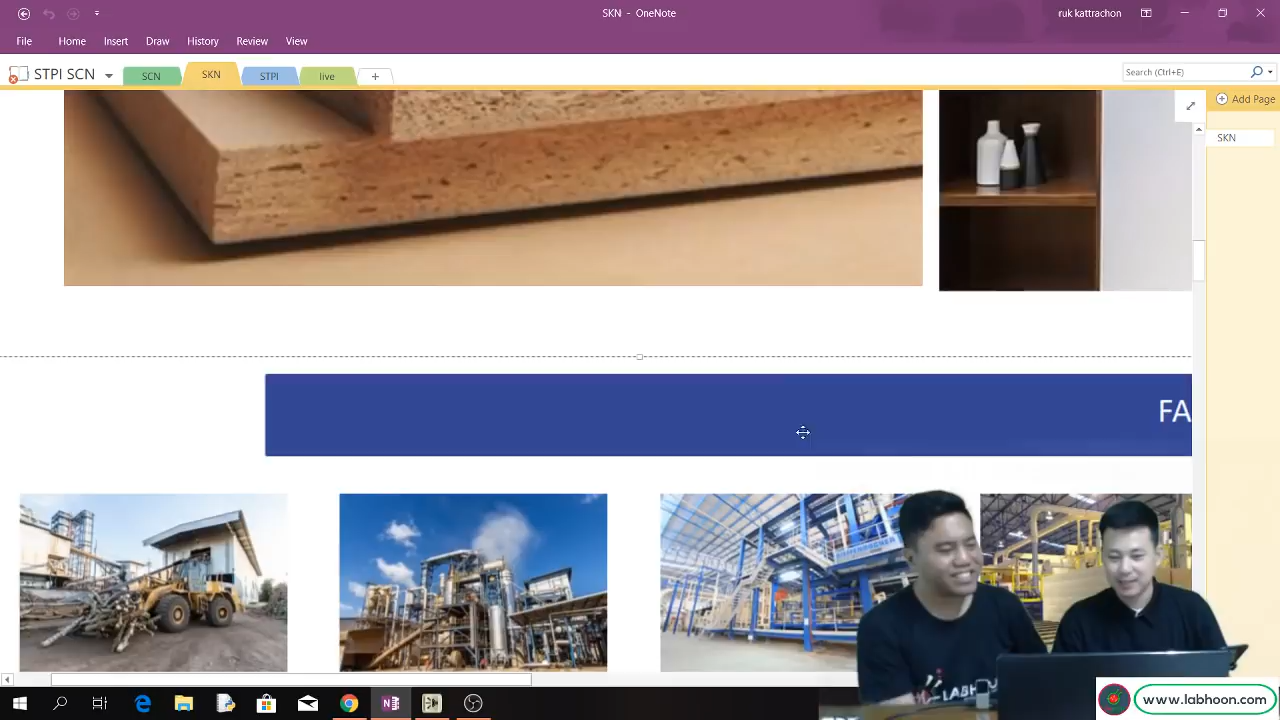 SKN - OneNote
ruk kattrachon
File Home Insert Draw History Review View
STPI SCN
SCN SKN STPI live
Search (Ctrl+E)
Add Page
SKN
FA
www.labhoon.com